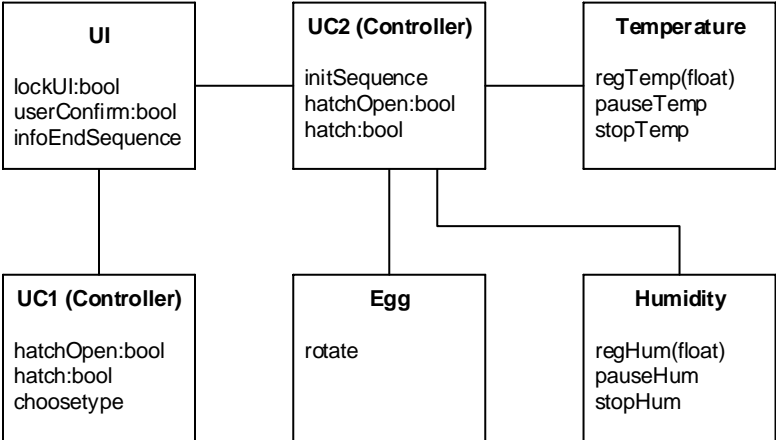 UI
lockUI:bool
userConfirm:bool
infoEndSequence
UC2 (Controller)
initSequence
hatchOpen:bool
hatch:bool
Temperature
regTemp(float)
pauseTemp
stopTemp
UC1 (Controller)
hatchOpen:bool
hatch:bool
choosetype
Egg
rotate
Humidity
regHum(float)
pauseHum
stopHum